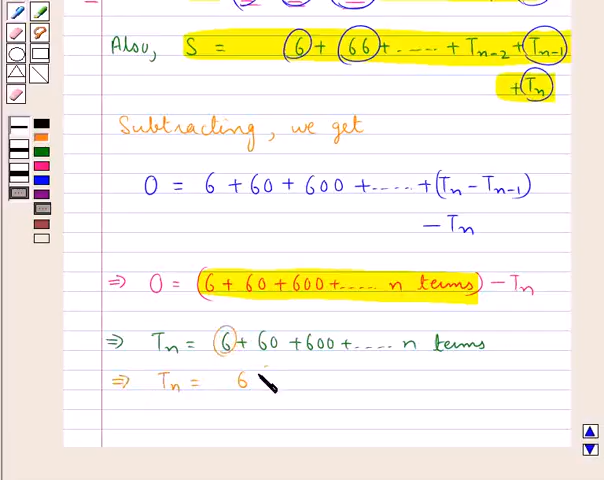 Also, S = 6 + 66 + ..... + Tn-2 + Tn-1
+ Tn
Subtracting, we get
0 = 6 + 60 + 600 + ..... + (Tn - Tn-1)
- Tn
⇒ 0 = (6 + 60 + 600 + ..... n terms) - Tn
⇒ Tn = 6 + 60 + 600 + ..... n terms
⇒ Tn = 6